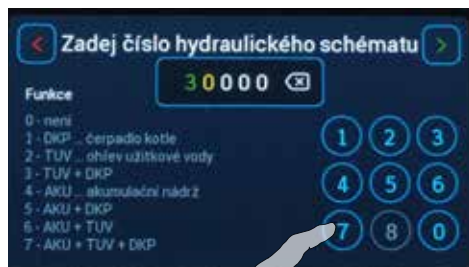 < Zadej číslo hydraulického schématu >
30000
Funkce
0 - není
1 - DKP ... čerpadlo kotle
2 - TUV ... ohřev užitkové vody
3 - TUV + DKP
4 - AKU ... akumulační nádrž
5 - AKU + DKP
6 - AKU + TUV
7 - AKU + TUV + DKP
1 2 3
4 5 6
7 8 0